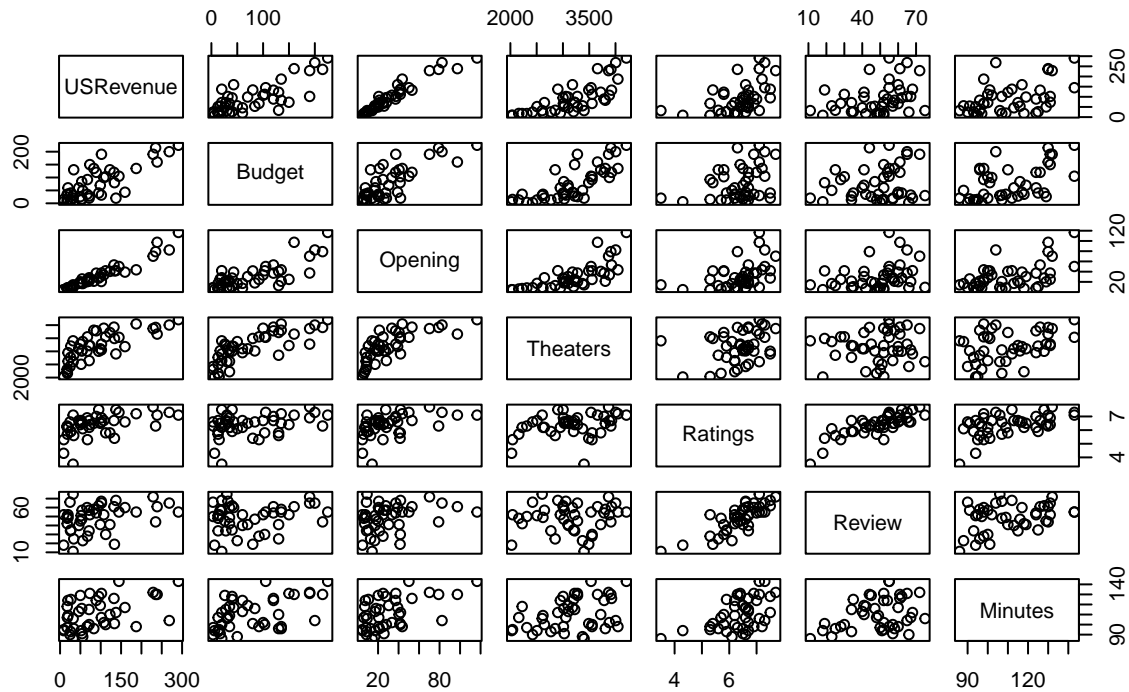 0 100 2000 3500 10 40 70
USRevenue 0 250
0 200 Budget
Opening 20 120
2000 Theaters
Ratings 4 7
10 60 Review
Minutes 90 140
0 150 300 20 80 4 6 90 120